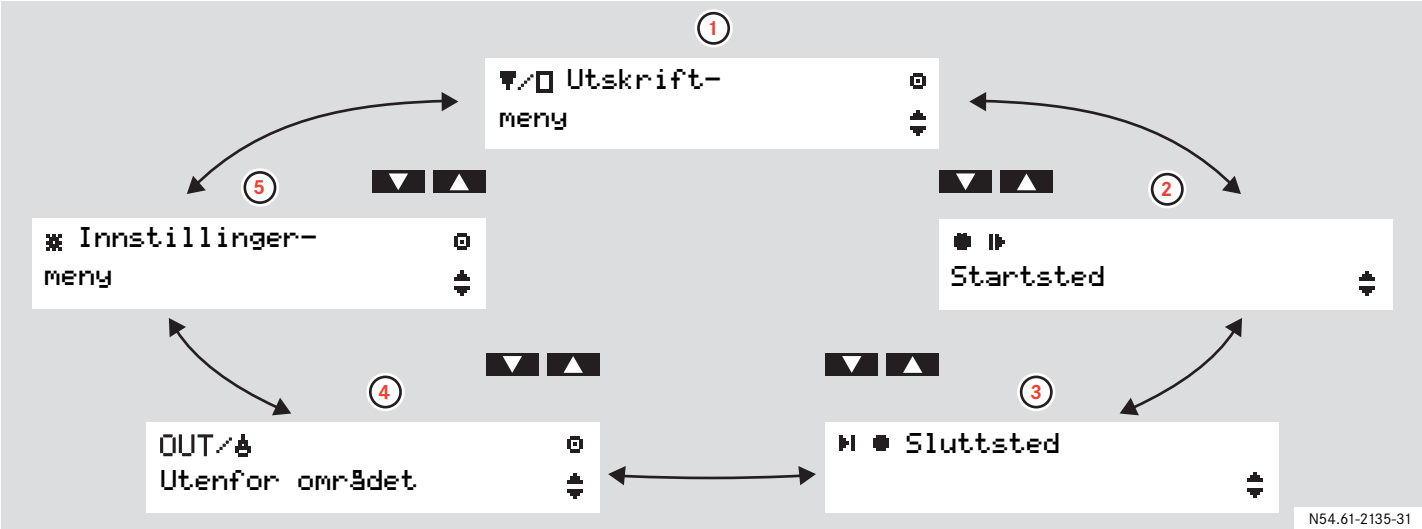 1
▼/□ Utskrift-
meny
2
Startsted
3
Sluttsted
4
OUT/
Utenfor området
5
Innstillinger-
meny
N54.61-2135-31